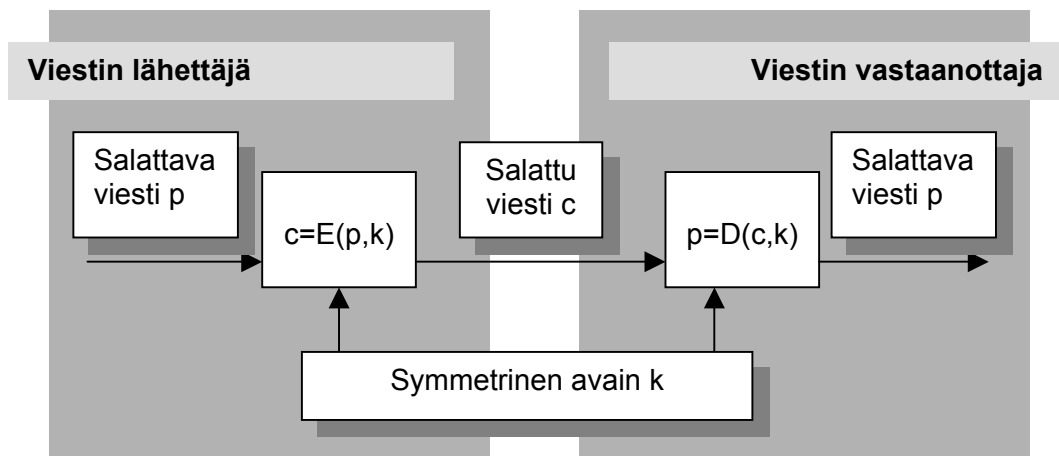 Viestin lähettäjä
Viestin vastaanottaja
Salattava
viesti p
c=E(p,k)
Salattu
viesti c
p=D(c,k)
Salattava
viesti p
Symmetrinen avain k